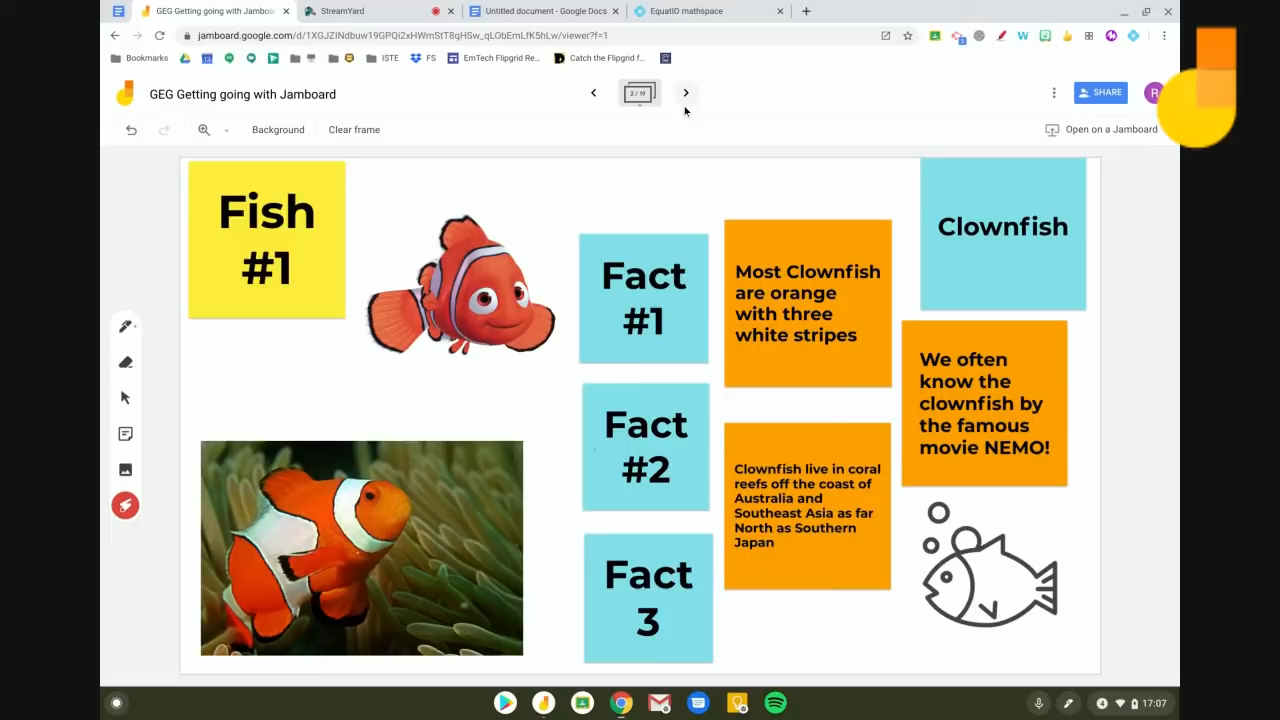 GEG Getting going with Jamboa
StreamYard
Untitled document - Google Docs
EquatIO mathspace
jamboard.google.com/d/1XGJZINdbuw19GPQi2xHWmStT8qHSw_qLObEmLfK5hLw/viewer?f=1
Bookmarks
ISTE
FS
EmTech Flipgrid Re...
Catch the Flipgrid f...
GEG Getting going with Jamboard
2 / 19
SHARE
R
Background
Clear frame
Open on a Jamboard
Fish
#1
Fact
#1
Most Clownfish
are orange
with three
white stripes
Clownfish
Fact
#2
Clownfish live in coral
reefs off the coast of
Australia and
Southeast Asia as far
North as Southern
Japan
We often
know the
clownfish by
the famous
movie NEMO!
Fact
3
4
17:07